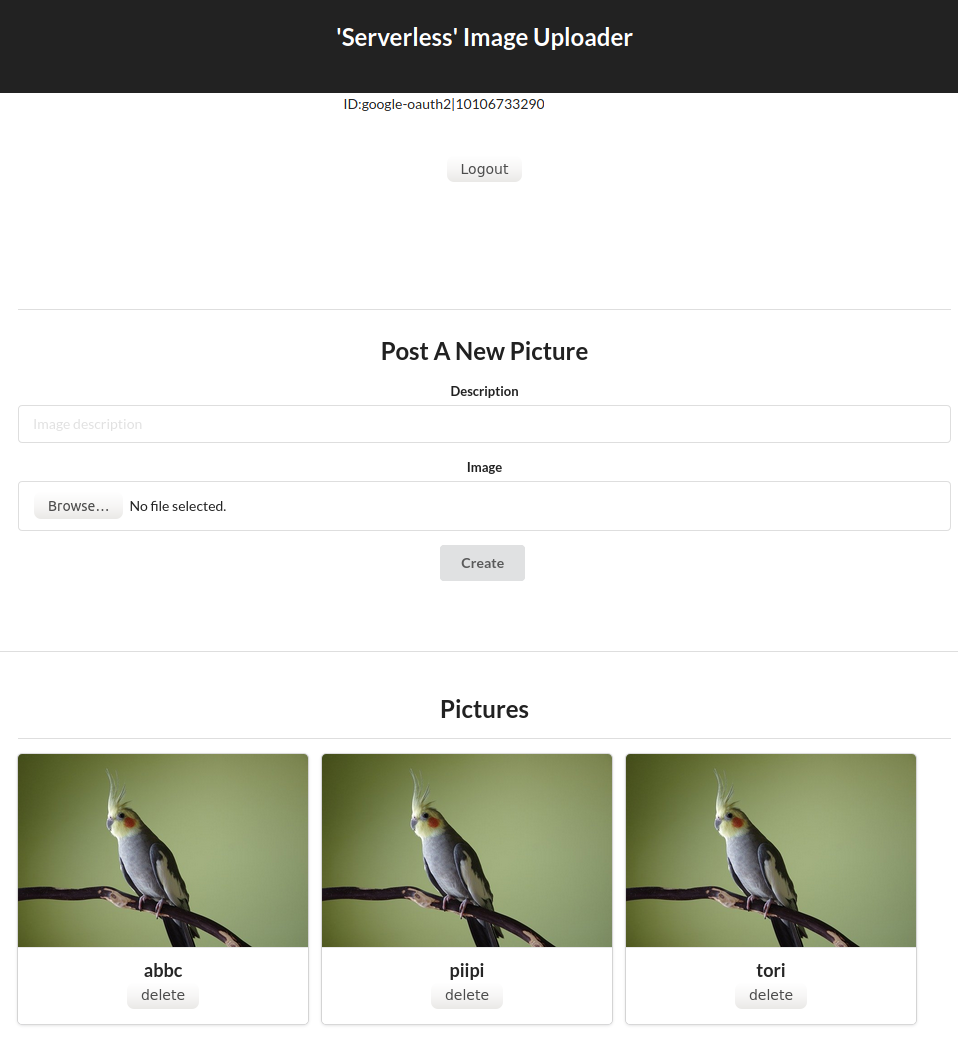 'Serverless' Image Uploader
ID:google-oauth2|10106733290
Logout
Post A New Picture
Description
Image description
Image
Browse... No file selected.
Create
Pictures
abbc
delete
piipi
delete
tori
delete